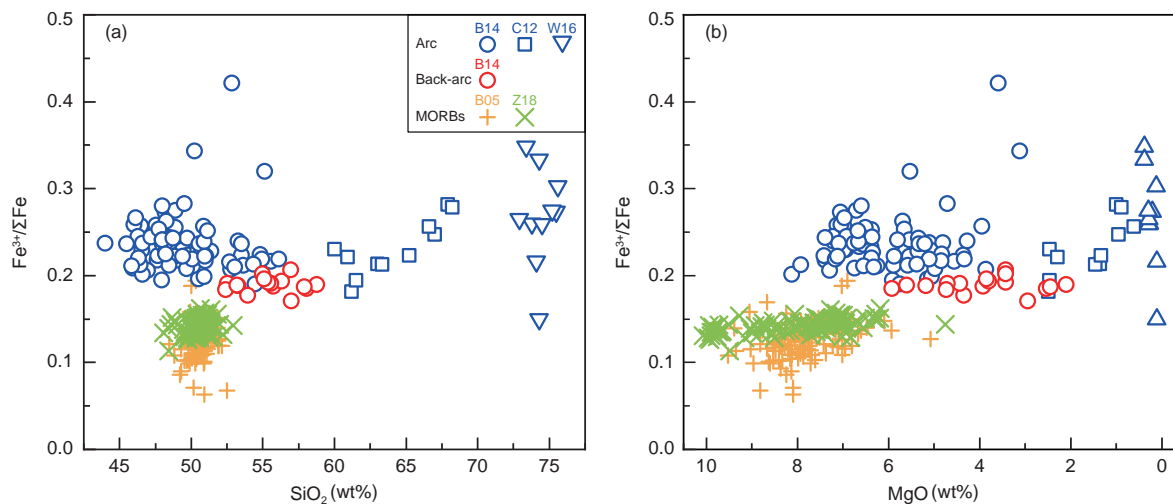 (a)
B14 C12 W16
Arc
B14
Back-arc
B05 Z18
MORBs
0.5
0.4
0.3
0.2
0.1
0.0
Fe³⁺/ΣFe
45 50 55 60 65 70 75
SiO₂ (wt%)
(b)
0.5
0.4
0.3
0.2
0.1
0.0
Fe³⁺/ΣFe
10 8 6 4 2 0
MgO (wt%)